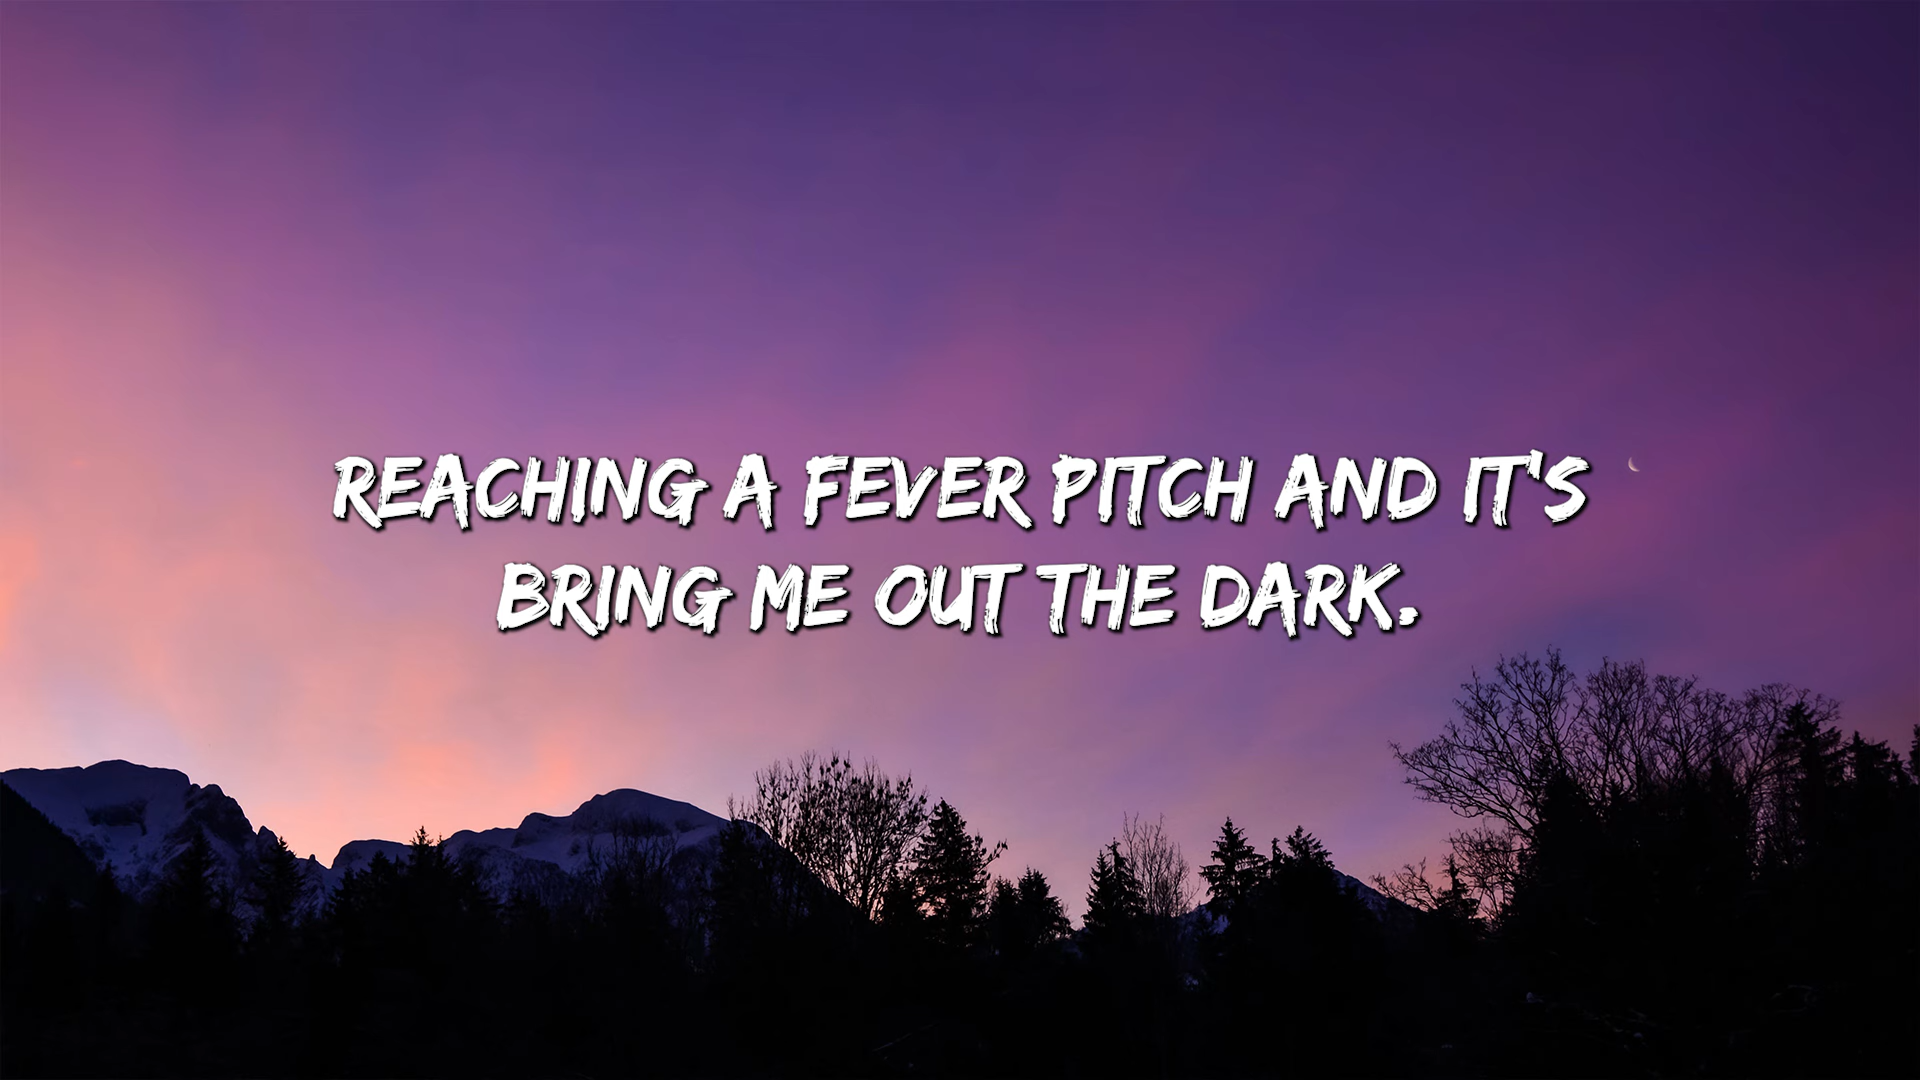 REACHING A FEVER PITCH AND IT'S
BRING ME OUT THE DARK.